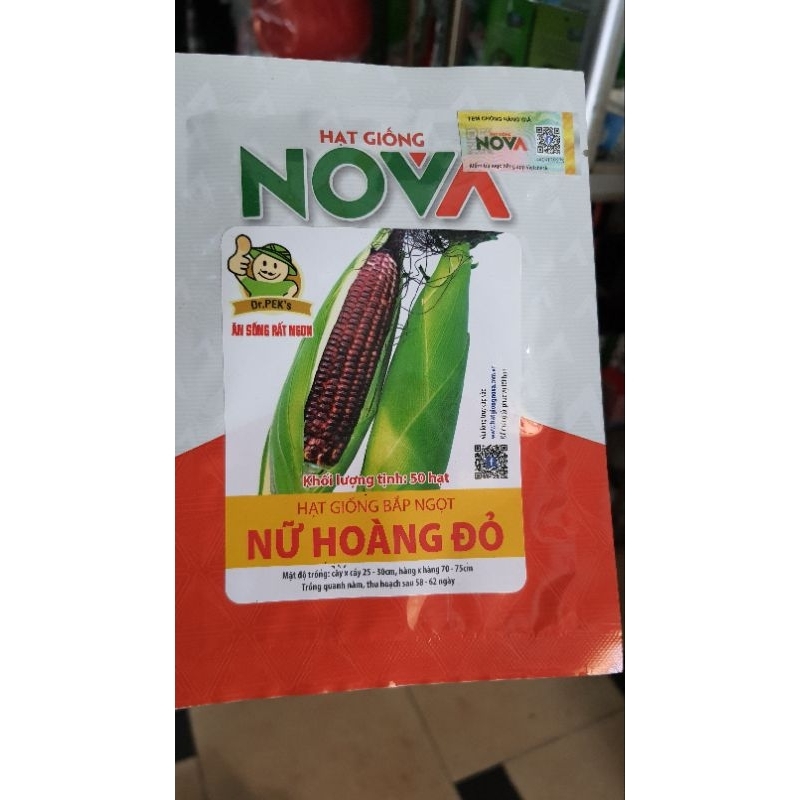 HẠT GIỐNG
NOVA
TEM CHỐNG HÀNG GIẢ
NOVA
Dr.PEK's
ĂN SỐNG RẤT NGON
Khối lượng tịnh: 50 hạt
HẠT GIỐNG BẮP NGỌT
NỮ HOÀNG ĐỎ
Mật độ trồng: cây x cây 25 - 30cm, hàng x hàng 70 - 75cm
Trồng quanh năm, thu hoạch sau 58 - 62 ngày